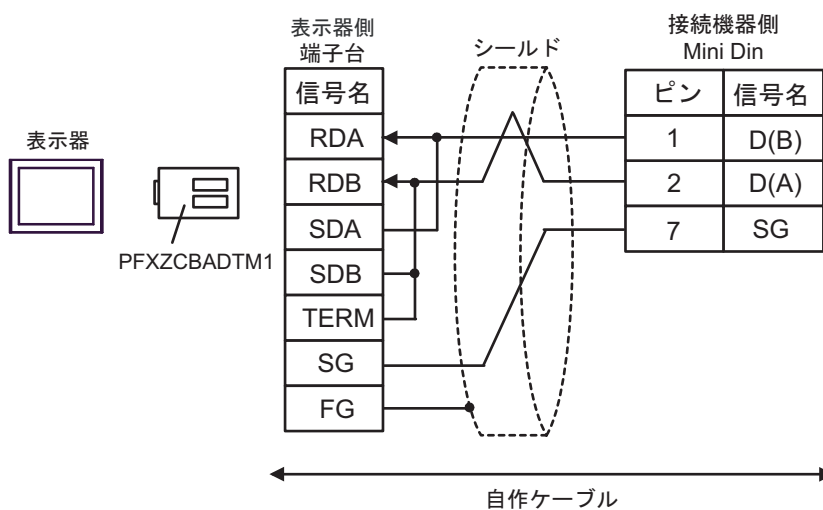 表示器側
端子台
シールド
接続機器側
Mini Din
信号名
ピン 信号名
RDA
1 D(B)
表示器
RDB
2 D(A)
SDA
7 SG
PFXZCBADTM1
SDB
TERM
SG
FG
自作ケーブル